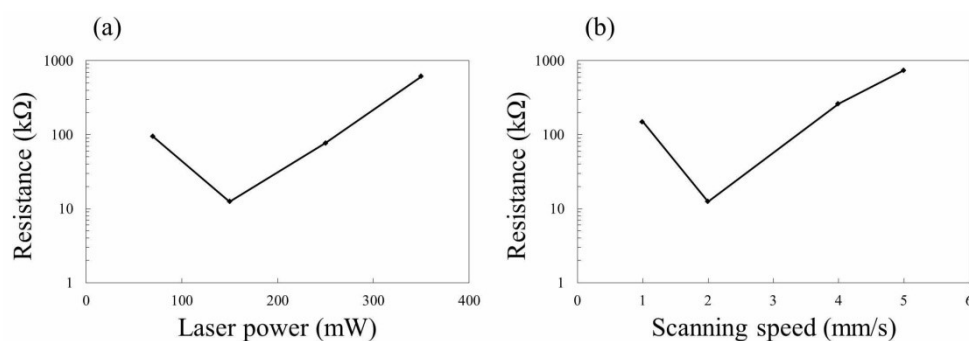 (a)
1000
100
10
1
Resistance (kΩ)
0 100 200 300 400
Laser power (mW)
(b)
1000
100
10
1
Resistance (kΩ)
0 1 2 3 4 5 6
Scanning speed (mm/s)